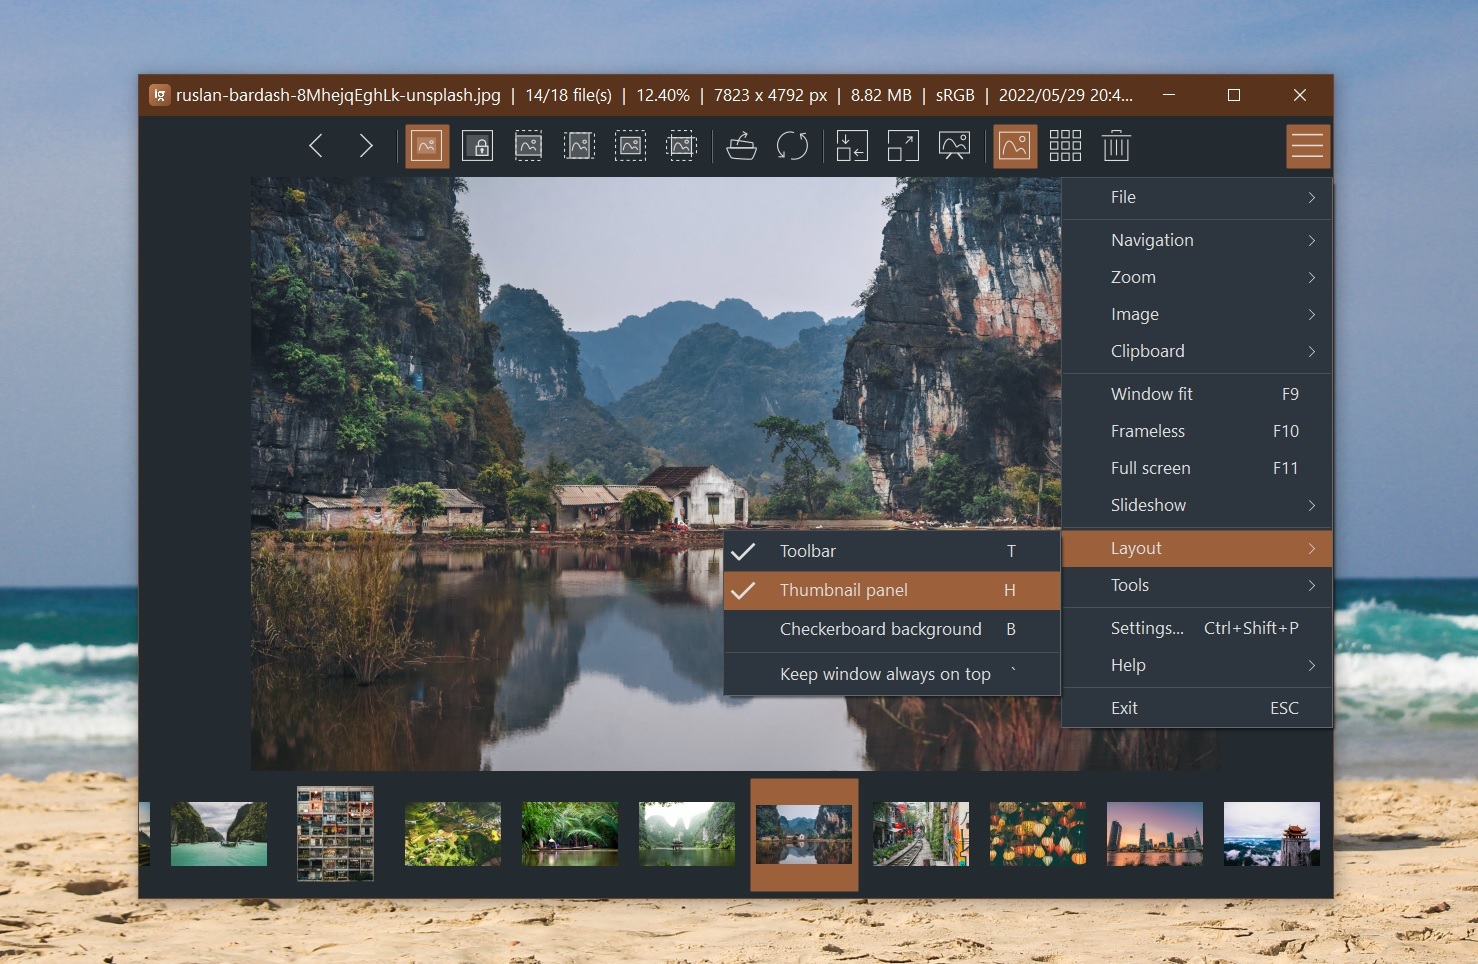 ig ruslan-bardash-8MhejqEghLk-unsplash.jpg | 14/18 file(s) | 12.40% | 7823 x 4792 px | 8.82 MB | sRGB | 2022/05/29 20:4...
File
Navigation
Zoom
Image
Clipboard
Window fit F9
Frameless F10
Full screen F11
Slideshow
Layout
Toolbar T
Thumbnail panel H
Checkerboard background B
Keep window always on top `
Tools
Settings... Ctrl+Shift+P
Help
Exit ESC